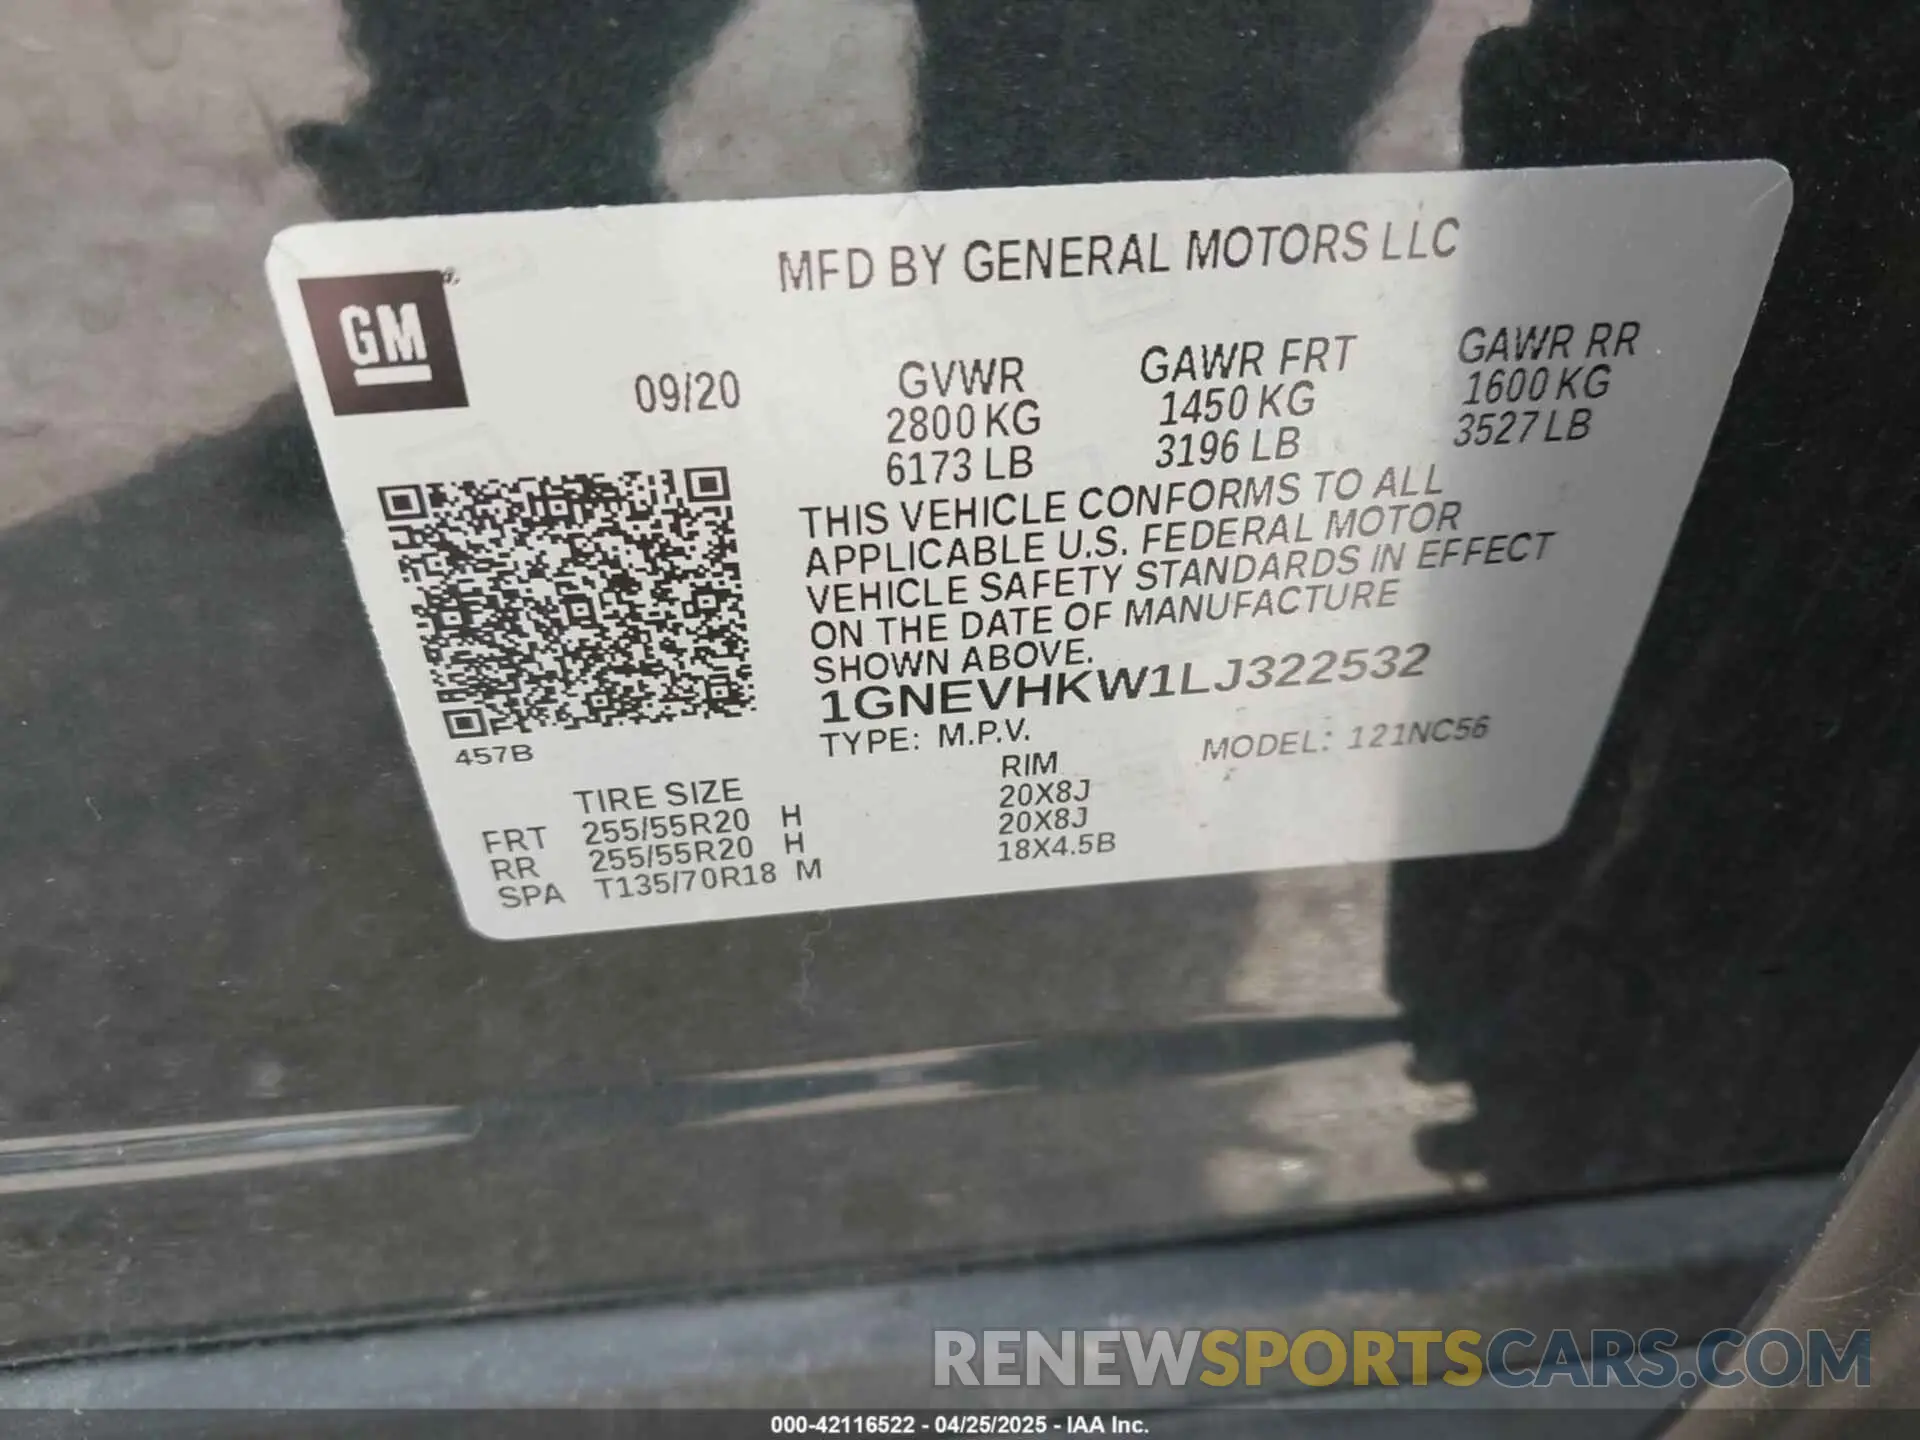 MFD BY GENERAL MOTORS LLC
GM
09/20
GVWR GAWR FRT GAWR RR
2800 KG 1450 KG 1600 KG
6173 LB 3196 LB 3527 LB
THIS VEHICLE CONFORMS TO ALL
APPLICABLE U.S. FEDERAL MOTOR
VEHICLE SAFETY STANDARDS IN EFFECT
ON THE DATE OF MANUFACTURE
SHOWN ABOVE.
1GNEVHKW1LJ322532
457B
TYPE: M.P.V. MODEL: 121NC56
TIRE SIZE RIM
FRT 255/55R20 H 20X8J
RR 255/55R20 H 20X8J
SPA T135/70R18 M 18X4.5B
RENEWSPORTSCARS.COM
000-42116522 - 04/25/2025 - IAA Inc.